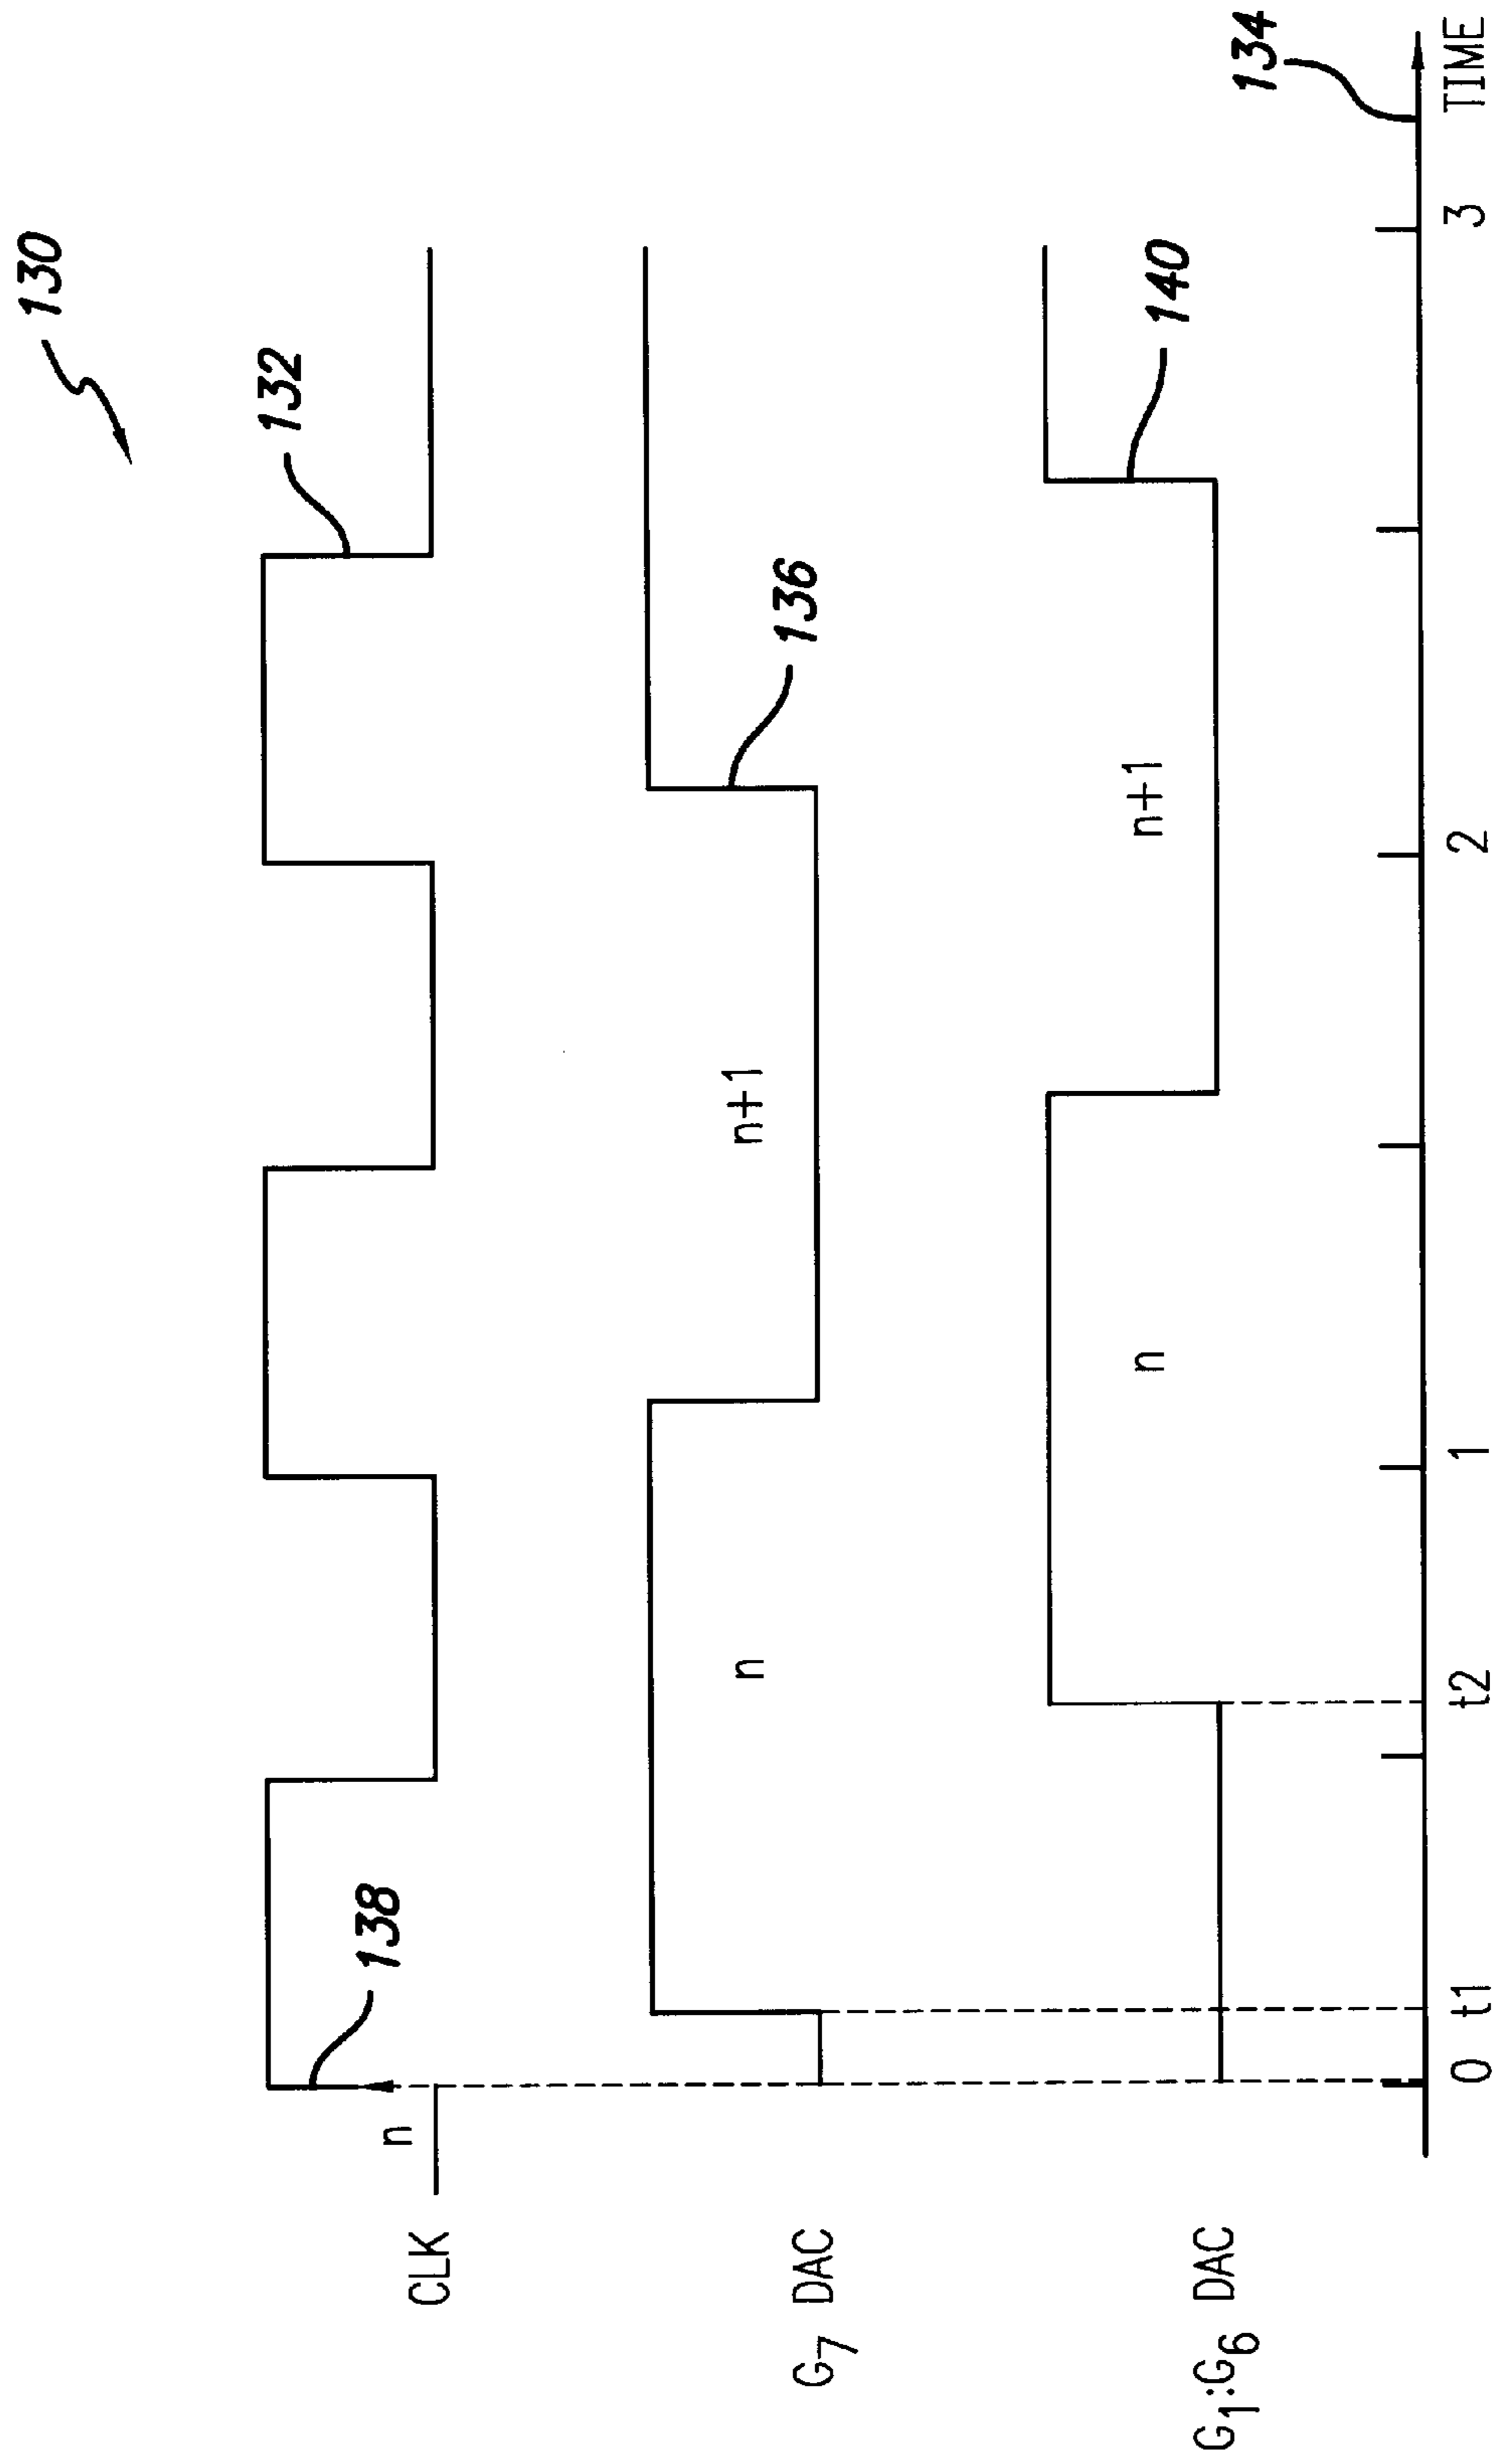 130
132
138
n
CLK
136
n
n+1
G7 DAC
140
n
n+1
G1:G6 DAC
134
0 t1 t2 1 2 3 TIME